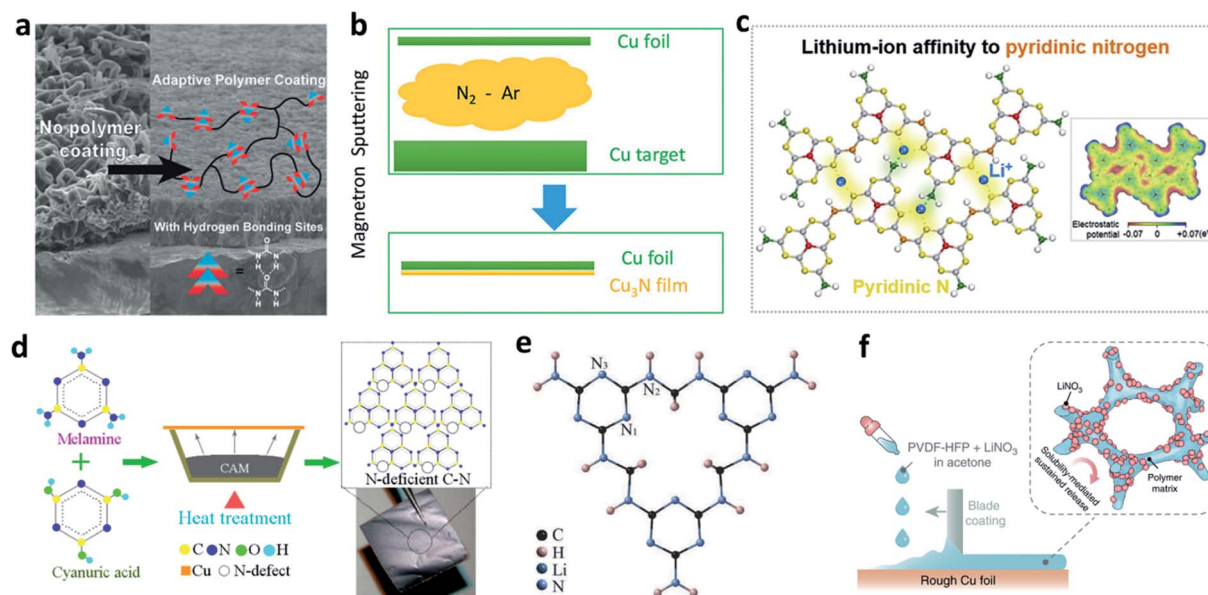 a
No polymer
coating
Adaptive Polymer Coating
With Hydrogen Bonding Sites
=
O
N N
H H
O
N N
H H
b
Magnetron Sputtering
Cu foil
N₂ - Ar
Cu target
Cu foil
Cu₃N film
c
Lithium-ion affinity to pyridinic nitrogen
Li⁺
Pyridinic N
Electrostatic
potential
-0.07 0 +0.07(eV)
d
Melamine
+
Cyanuric acid
CAM
Heat treatment
C N O H
Cu N-defect
N-deficient C-N
e
N₃
N₂
N₁
C
H
Li
N
f
PVDF-HFP + LiNO₃
in acetone
Blade
coating
Rough Cu foil
LiNO₃
Solubility-mediated
sustained release
Polymer
matrix